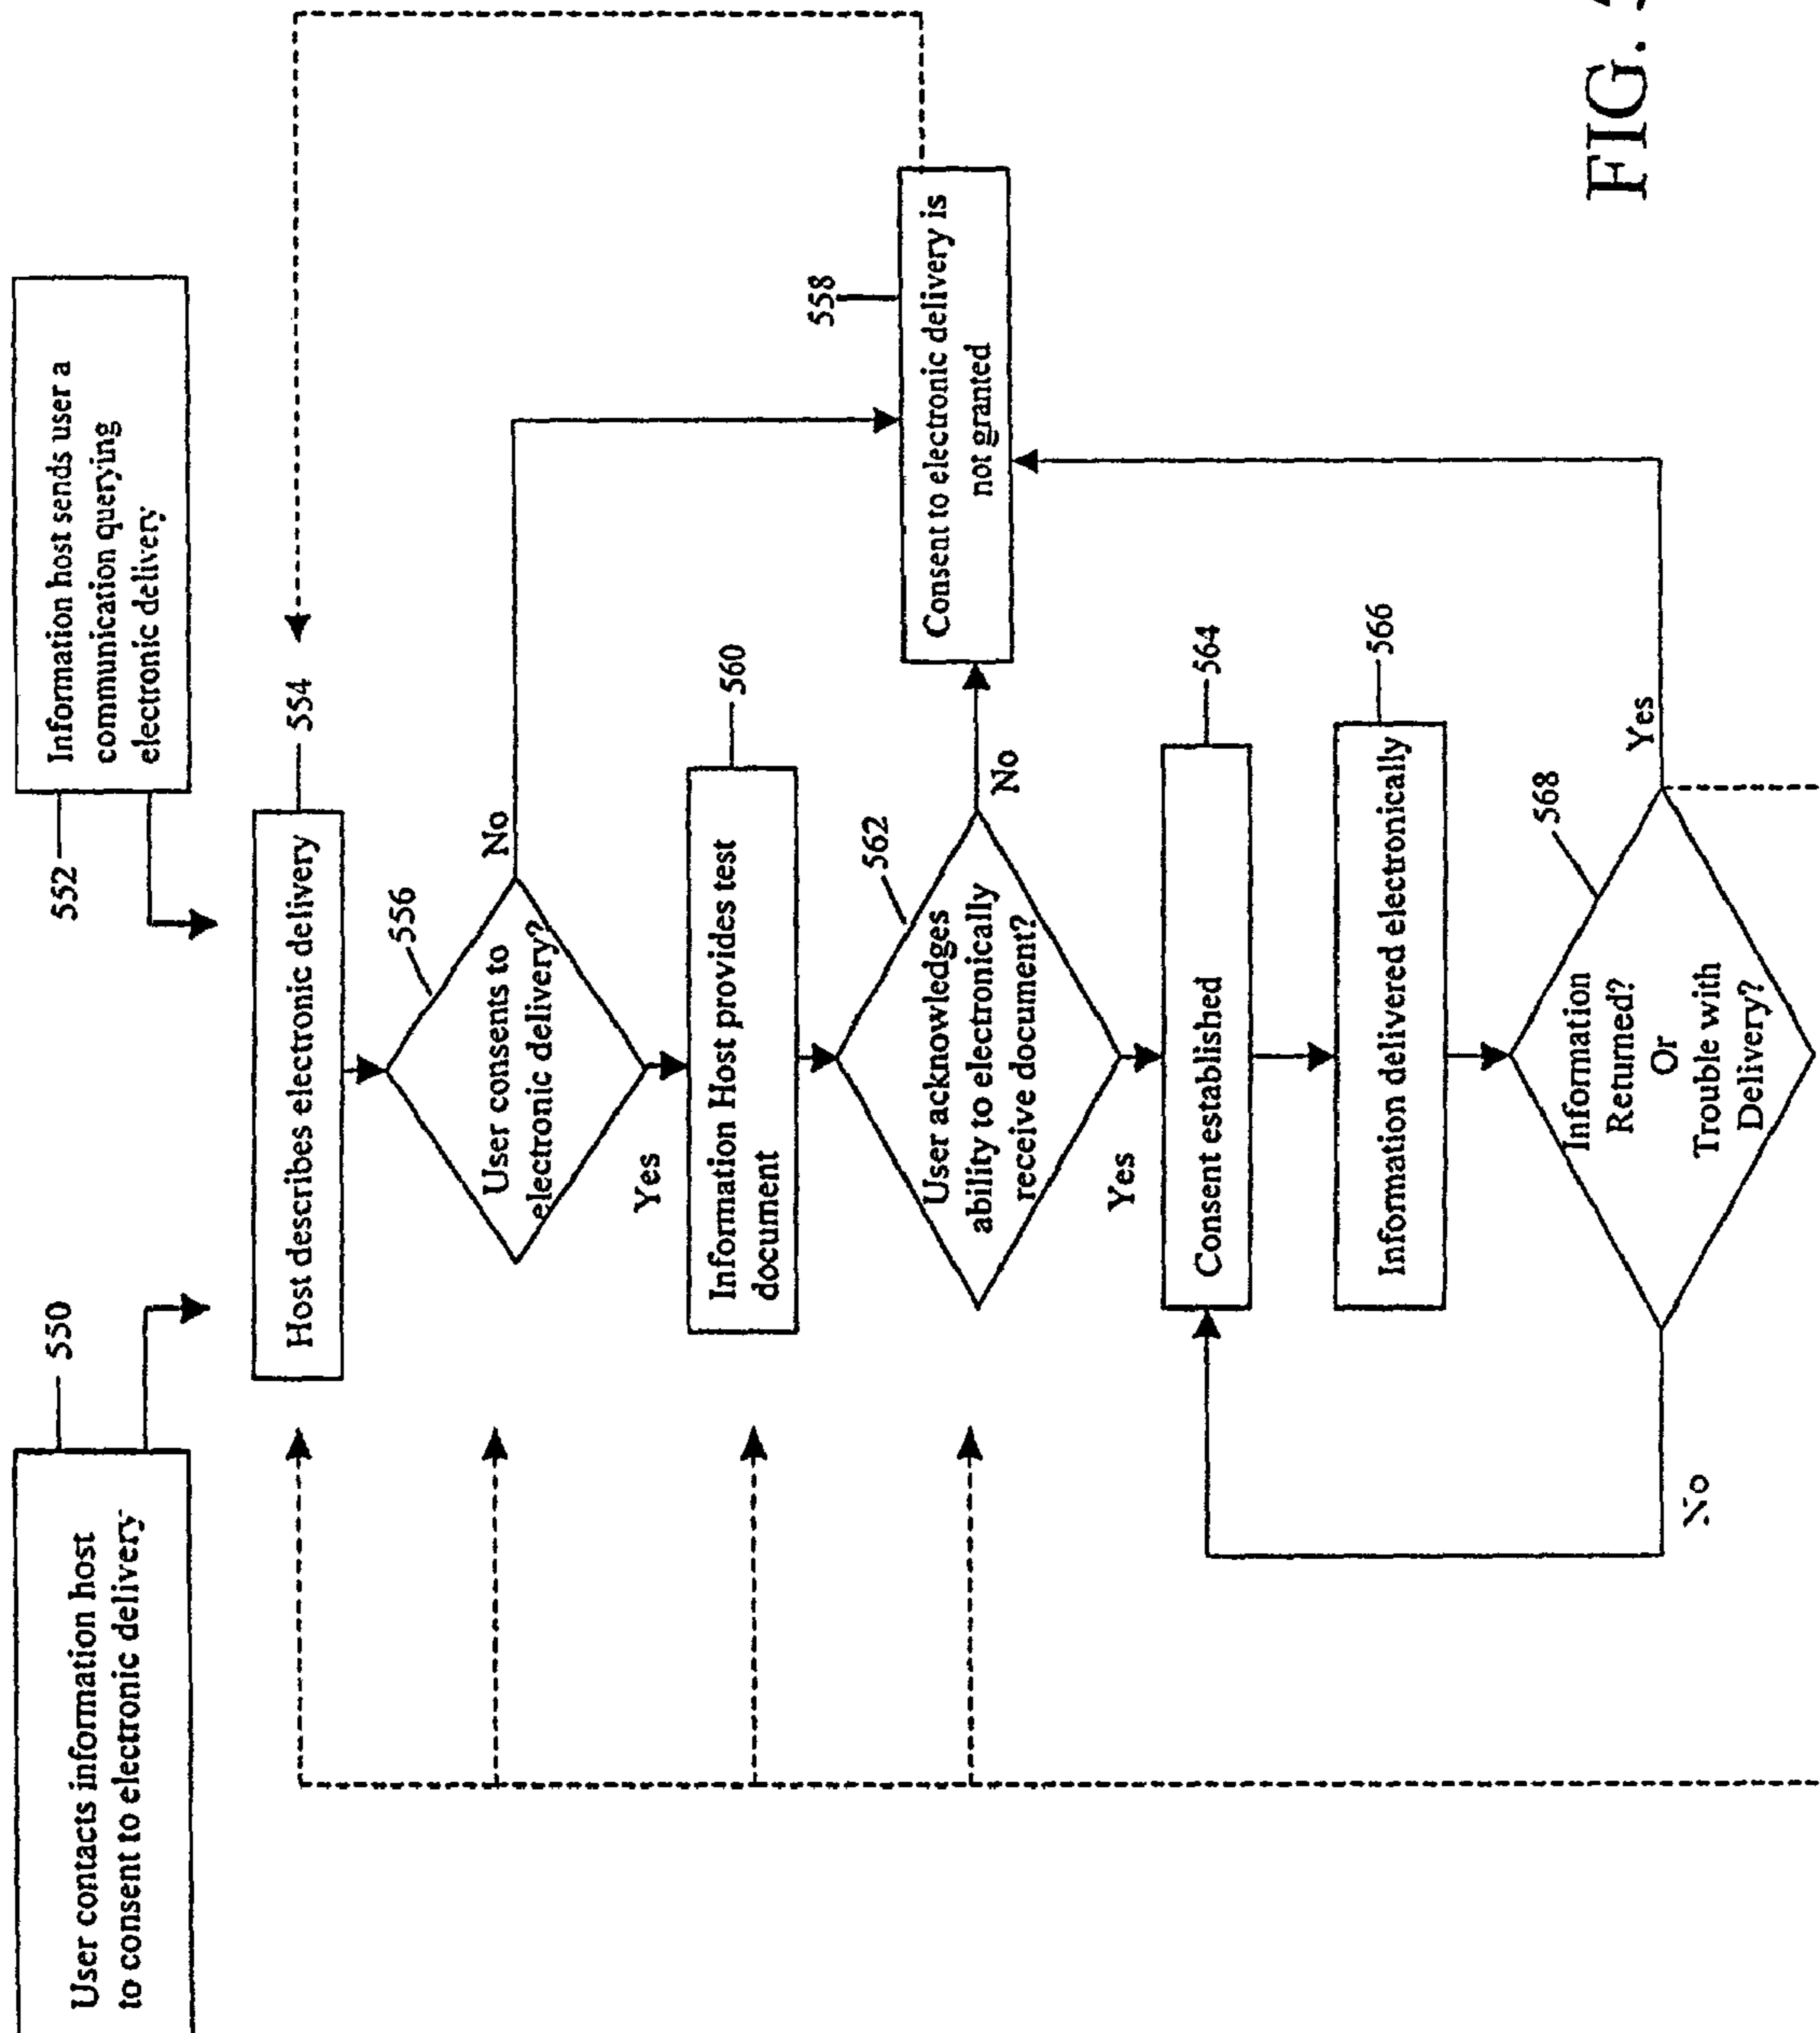 User contacts information host
to consent to electronic delivery
550
Information host sends user a
communication querying
electronic delivery
552
Host describes electronic delivery
554
User consents to
electronic delivery?
556
No
Yes
Information Host provides test
document
560
User acknowledges
ability to electronically
receive document?
562
No
Yes
Consent to electronic delivery is
not granted
558
Consent established
564
Information delivered electronically
566
Information
Returned?
Or
Trouble with
Delivery?
568
Yes
No
FIG.